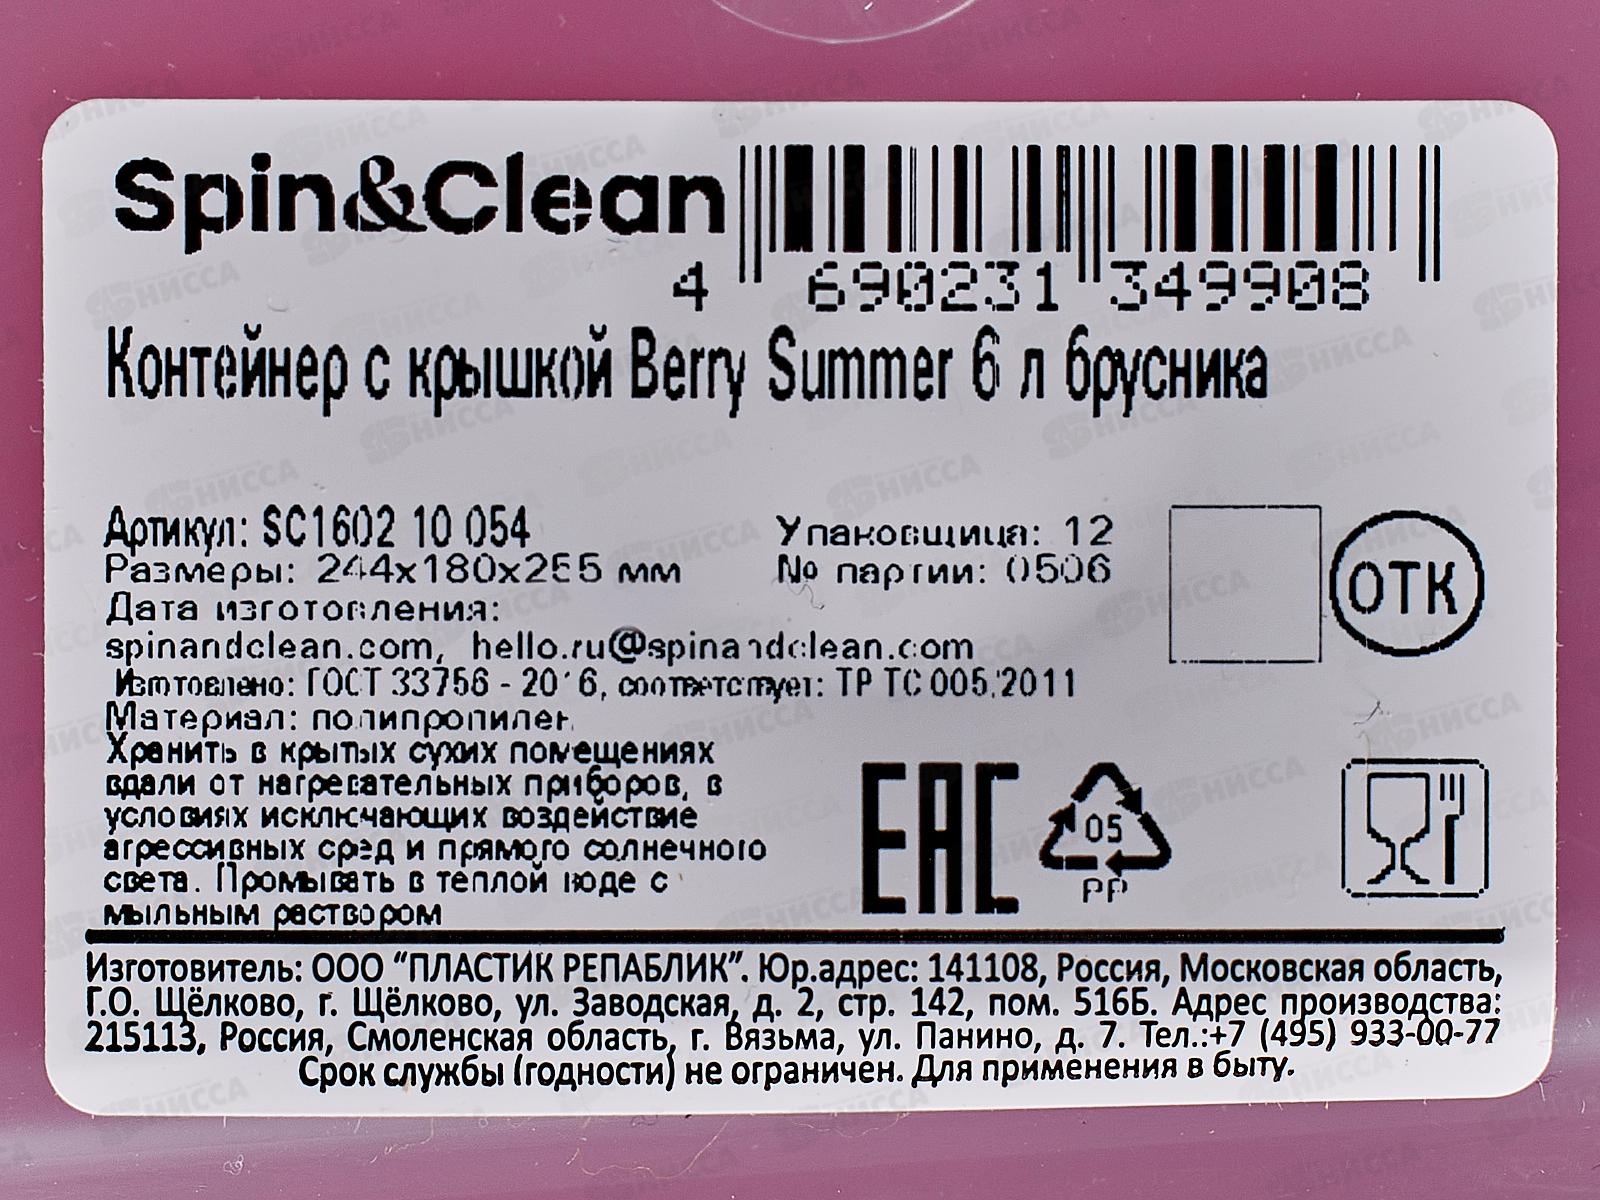 Spin&Clean
4 690231 349908
Контейнер с крышкой Berry Summer 6 л брусника
Артикул: SC1602 10 054
Упаковщица: 12
Размеры: 244х180х255 мм
№ партии: 0506
ОТК
Дата изготовления:
spinandclean.com, hello.ru@spinandclean.com
Изготовлено: ГОСТ 33756 - 2016, соответствует: ТР ТС 005/2011
Материал: полипропилен
Хранить в крытых сухих помещениях
вдали от нагревательных приборов, в
условиях исключающих воздействие
агрессивных сред и прямого солнечного
света. Промывать в теплой воде с
мыльным раствором
EAC
05
PP
Изготовитель: ООО “ПЛАСТИК РЕПАБЛИК”. Юр.адрес: 141108, Россия, Московская область,
Г.О. Щёлково, г. Щёлково, ул. Заводская, д. 2, стр. 142, пом. 516Б. Адрес производства:
215113, Россия, Смоленская область, г. Вязьма, ул. Панино, д. 7. Тел.:+7 (495) 933-00-77
Срок службы (годности) не ограничен. Для применения в быту.
НИССА